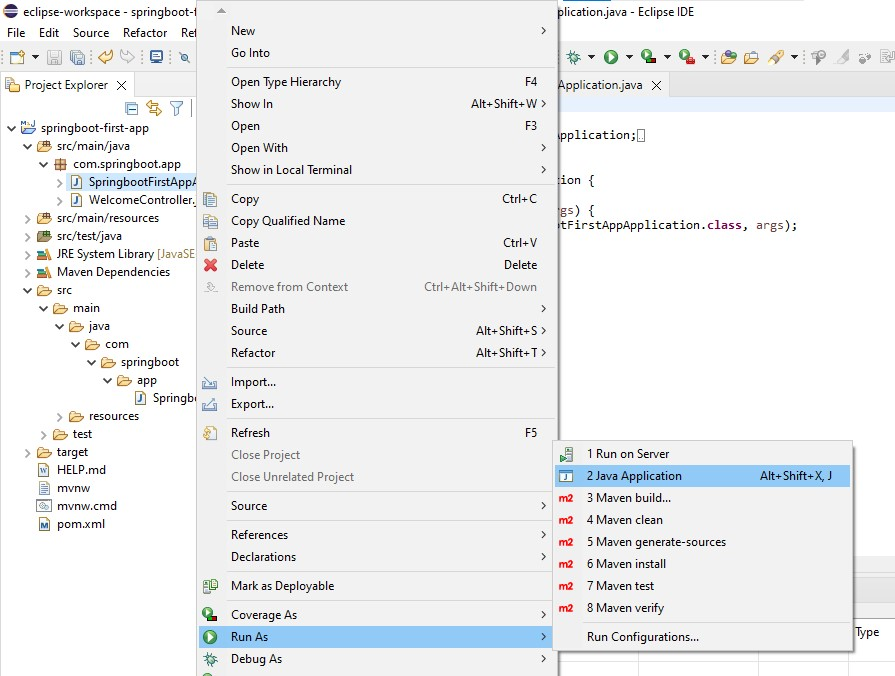 eclipse-workspace - springboot-f
plication.java - Eclipse IDE
File Edit Source Refactor Ref
Project Explorer
Application.java
springboot-first-app
src/main/java
com.springboot.app
SpringbootFirstAppA
WelcomeController.
src/main/resources
src/test/java
JRE System Library [JavaSE
Maven Dependencies
src
main
java
com
springboot
app
Springbo
resources
test
target
HELP.md
mvnw
mvnw.cmd
pom.xml
New
Go Into
Open Type Hierarchy F4
Show In Alt+Shift+W
Open F3
Open With
Show in Local Terminal
Copy Ctrl+C
Copy Qualified Name
Paste Ctrl+V
Delete Delete
Remove from Context Ctrl+Alt+Shift+Down
Build Path
Source Alt+Shift+S
Refactor Alt+Shift+T
Import...
Export...
Refresh F5
Close Project
Close Unrelated Project
Source
References
Declarations
Mark as Deployable
Coverage As
Run As
Debug As
Application;
ion {
gs) {
otFirstAppApplication.class, args);
1 Run on Server
2 Java Application Alt+Shift+X, J
m2 3 Maven build...
m2 4 Maven clean
m2 5 Maven generate-sources
m2 6 Maven install
m2 7 Maven test
m2 8 Maven verify
Run Configurations...
Type